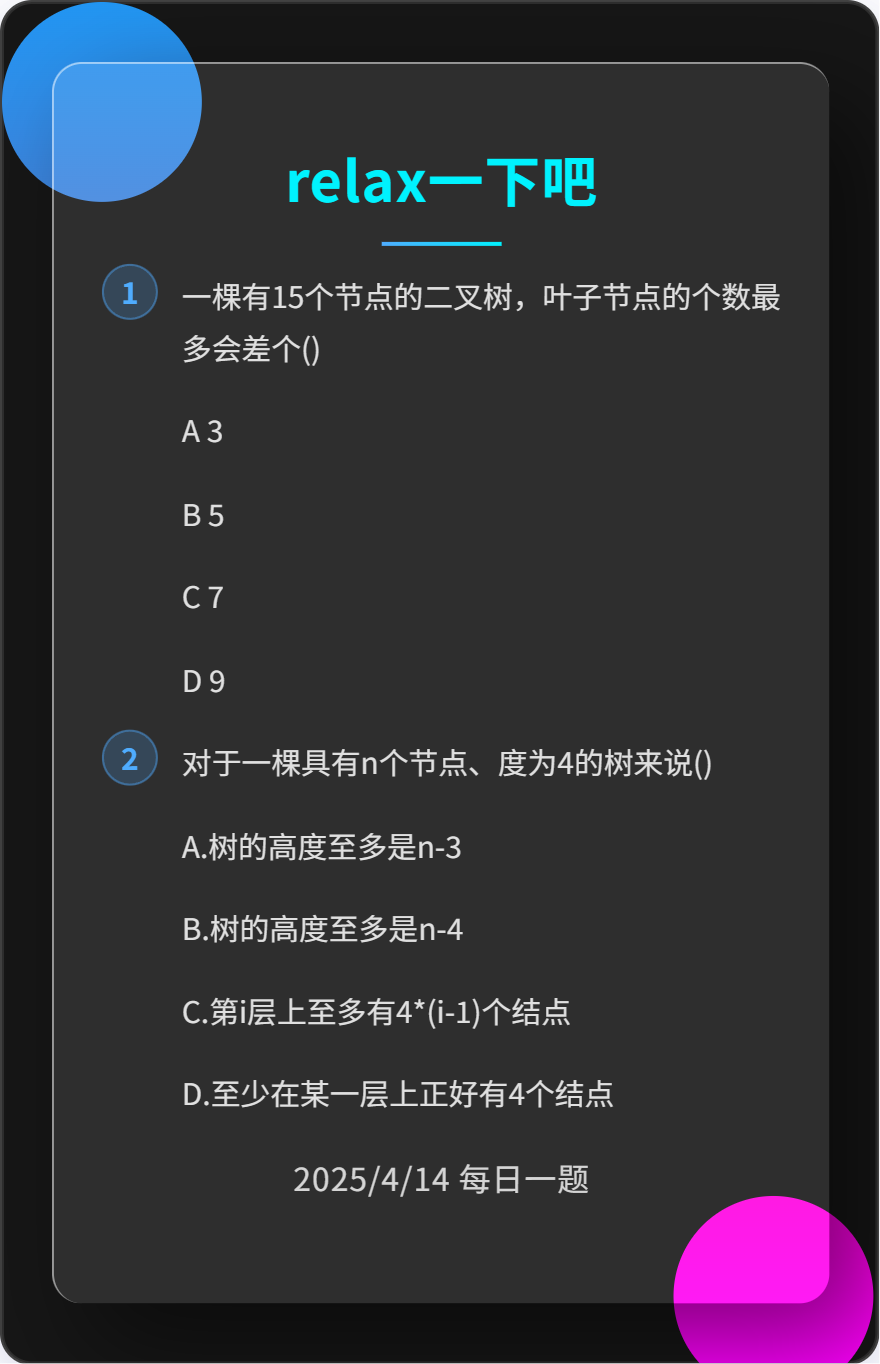 relax一下吧
1
一棵有15个节点的二叉树，叶子节点的个数最
多会差个()
A 3
B 5
C 7
D 9
2
对于一棵具有n个节点、度为4的树来说()
A.树的高度至多是n-3
B.树的高度至多是n-4
C.第i层上至多有4*(i-1)个结点
D.至少在某一层上正好有4个结点
2025/4/14 每日一题